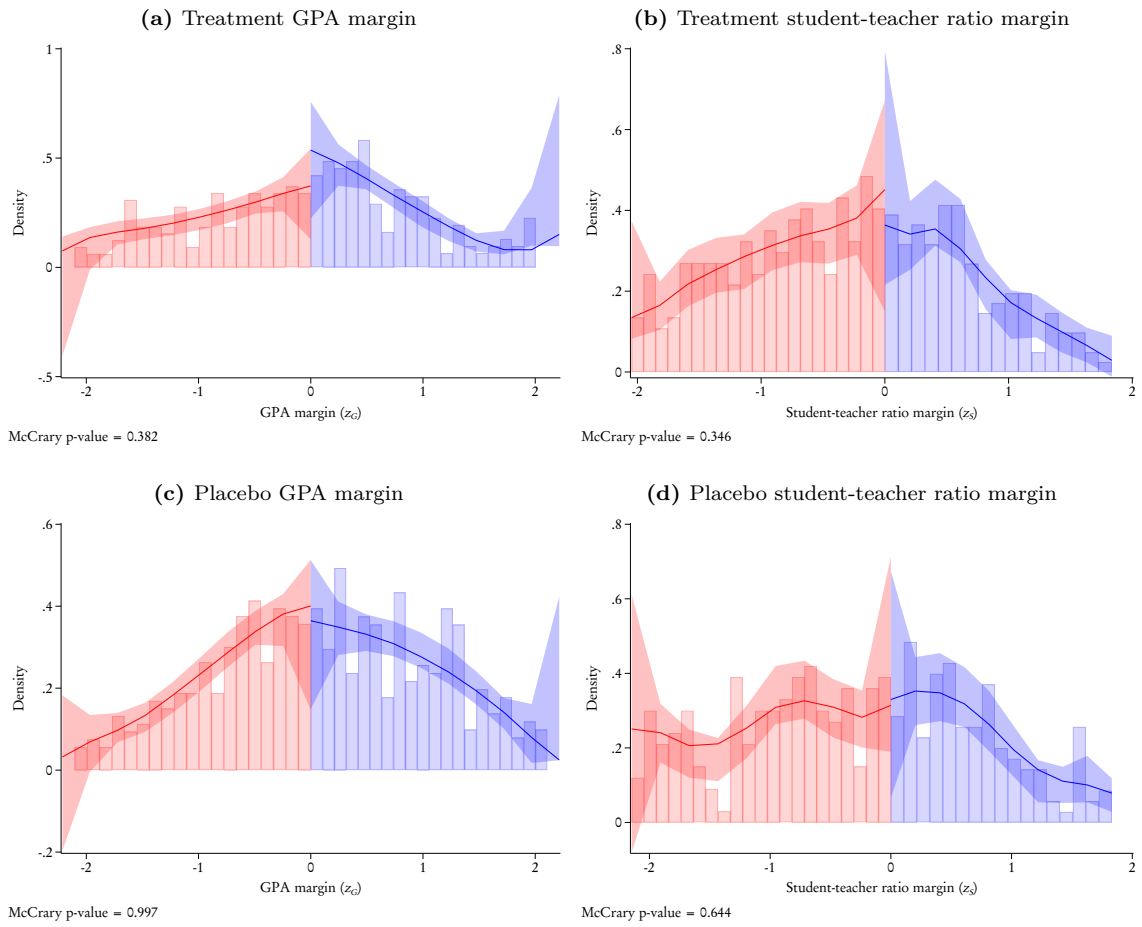 (a) Treatment GPA margin
1
.5
0
-.5
Density
-2
-1
0
1
2
GPA margin (zG)
McCrary p-value = 0.382
(b) Treatment student-teacher ratio margin
.8
.6
.4
.2
0
Density
-2
-1
0
1
2
Student-teacher ratio margin (zS)
McCrary p-value = 0.346
(c) Placebo GPA margin
.6
.4
.2
0
-.2
Density
-2
-1
0
1
2
GPA margin (zG)
McCrary p-value = 0.997
(d) Placebo student-teacher ratio margin
.8
.6
.4
.2
0
Density
-2
-1
0
1
2
Student-teacher ratio margin (zS)
McCrary p-value = 0.644